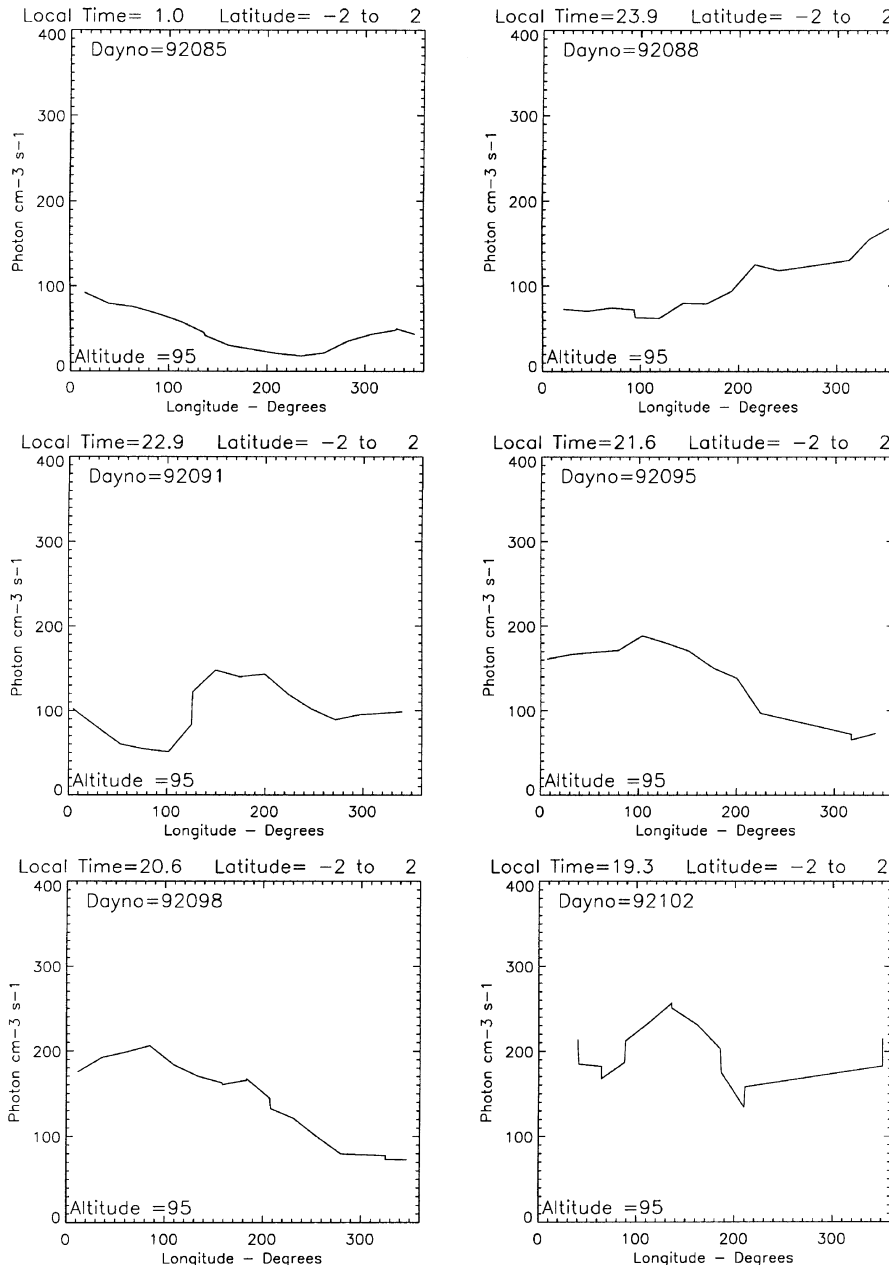 Local Time= 1.0 Latitude= -2 to 2
Dayno=92085
400
300
200
100
0
Photon cm-3 s-1
Altitude =95
0 100 200 300
Longitude - Degrees
Local Time=23.9 Latitude= -2 to 2
Dayno=92088
400
300
200
100
0
Photon cm-3 s-1
Altitude =95
0 100 200 300
Longitude - Degrees
Local Time=22.9 Latitude= -2 to 2
Dayno=92091
400
300
200
100
0
Photon cm-3 s-1
Altitude =95
0 100 200 300
Longitude - Degrees
Local Time=21.6 Latitude= -2 to 2
Dayno=92095
400
300
200
100
0
Photon cm-3 s-1
Altitude =95
0 100 200 300
Longitude - Degrees
Local Time=20.6 Latitude= -2 to 2
Dayno=92098
400
300
200
100
0
Photon cm-3 s-1
Altitude =95
0 100 200 300
Longitude - Degrees
Local Time=19.3 Latitude= -2 to 2
Dayno=92102
400
300
200
100
0
Photon cm-3 s-1
Altitude =95
0 100 200 300
Longitude - Degrees